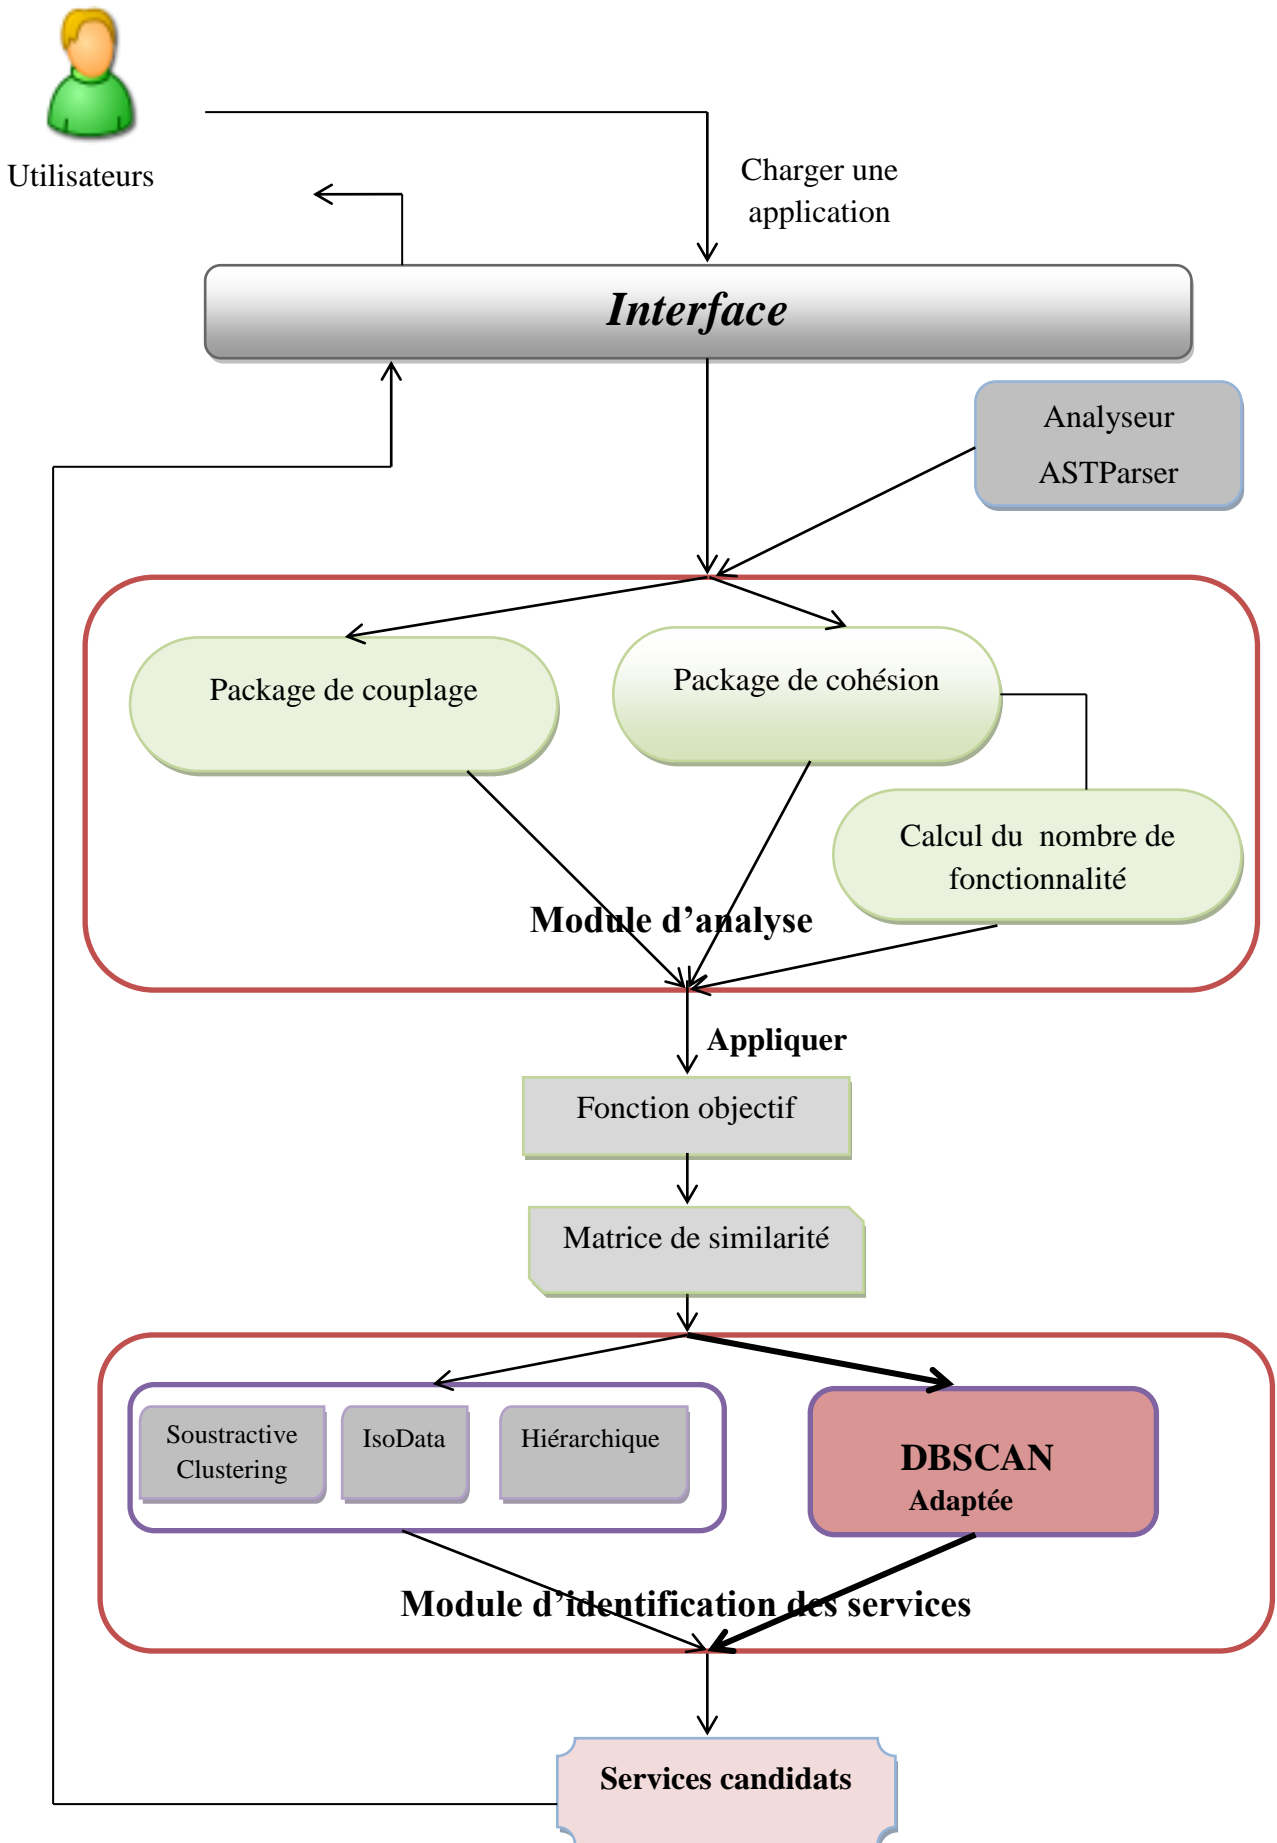 Utilisateurs
Charger une
application
Interface
Analyseur
ASTParser
Package de couplage
Package de cohésion
Calcul du  nombre de
fonctionnalité
Module d’analyse
Appliquer
Fonction objectif
Matrice de similarité
Soustractive
Clustering
IsoData
Hiérarchique
DBSCAN
Adaptée
Module d’identification des services
Services candidats